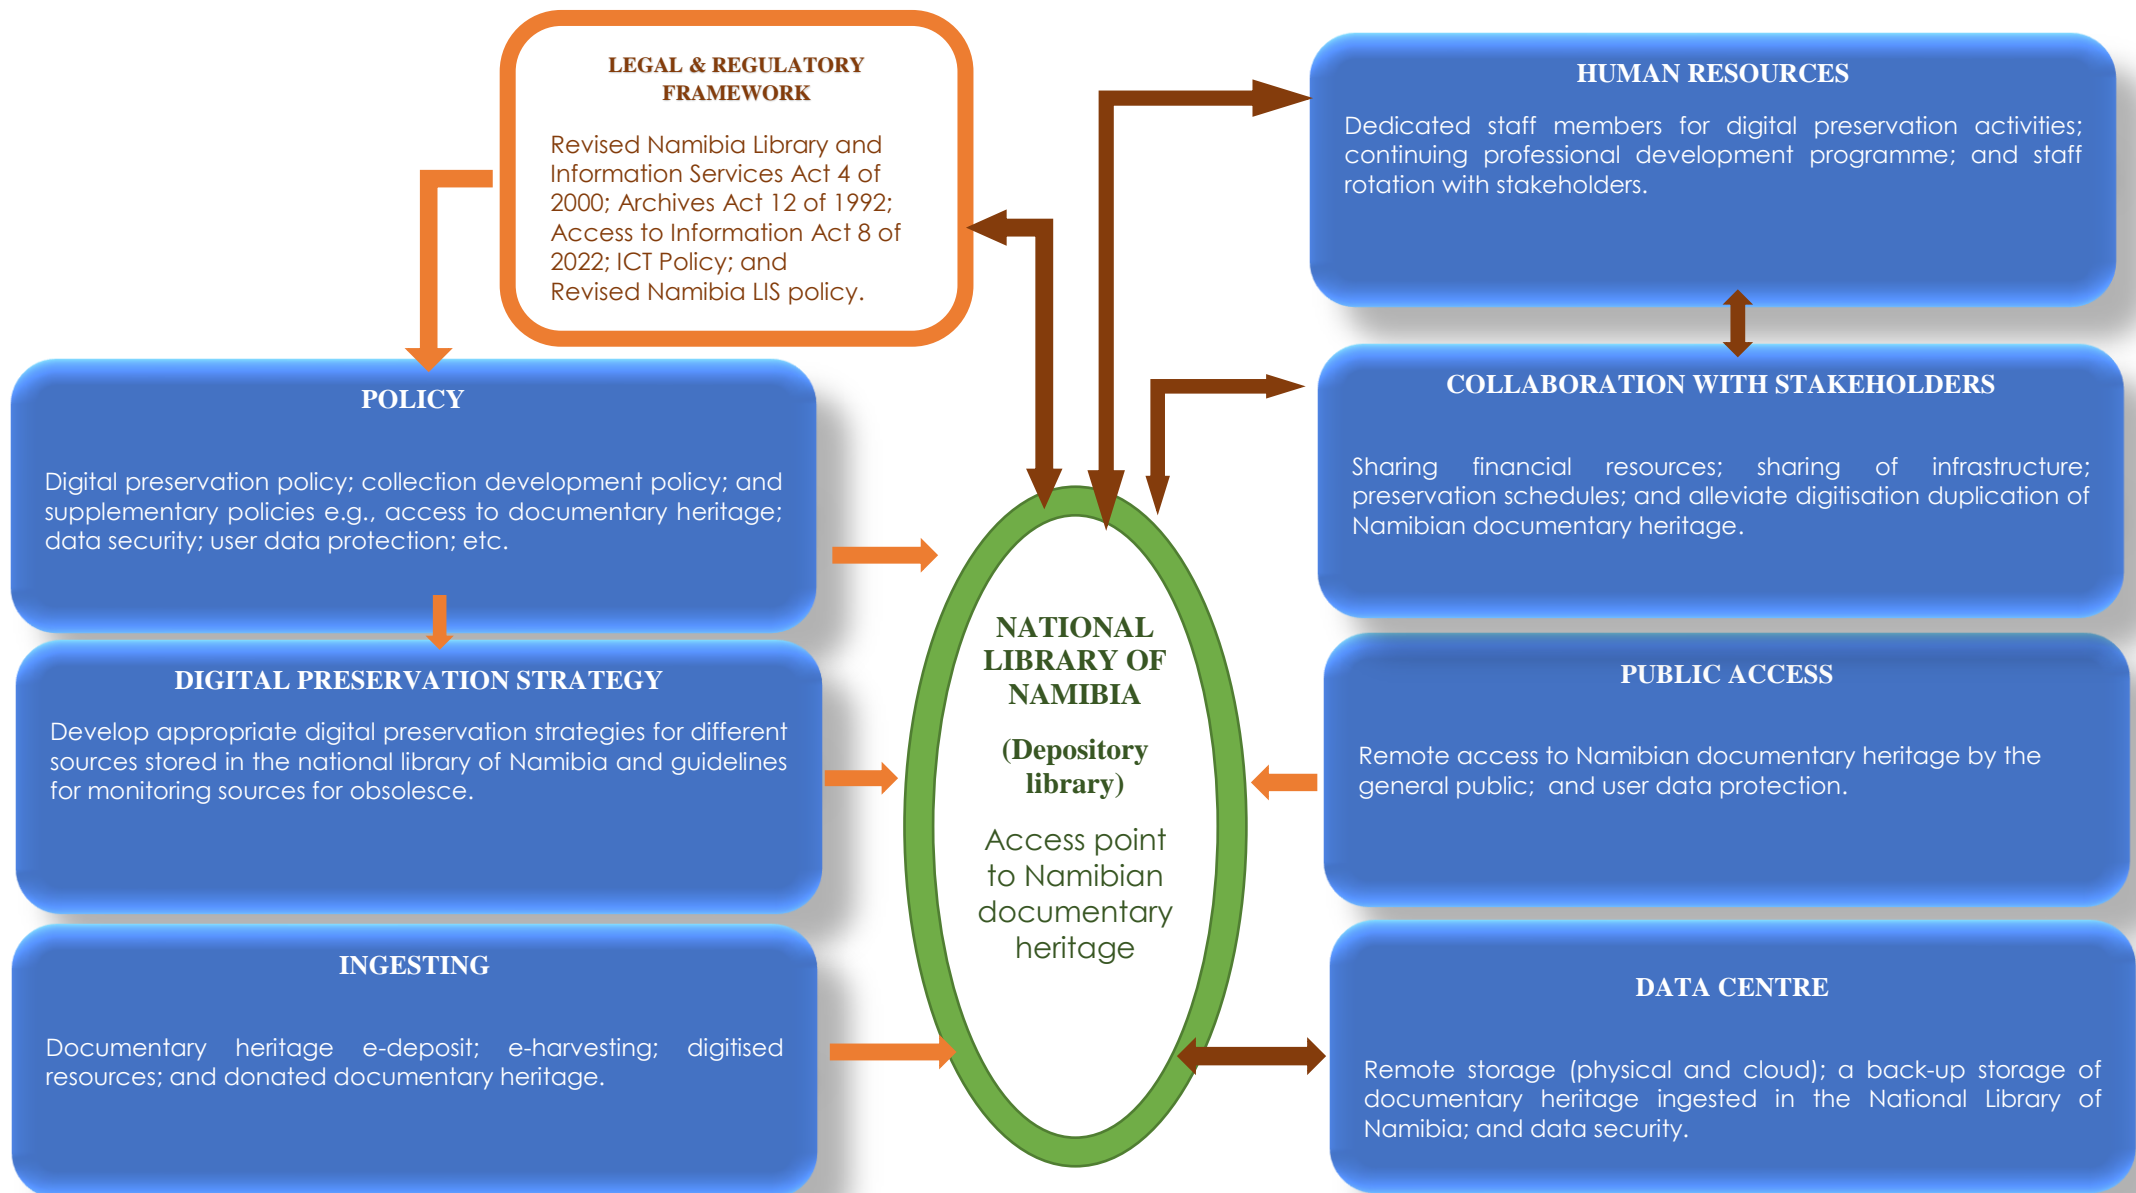 LEGAL & REGULATORY
FRAMEWORK
Revised Namibia Library and
Information Services Act 4 of
2000; Archives Act 12 of 1992;
Access to Information Act 8 of
2022; ICT Policy; and
Revised Namibia LIS policy.
HUMAN RESOURCES
Dedicated staff members for digital preservation activities;
continuing professional development programme; and staff
rotation with stakeholders.
POLICY
Digital preservation policy; collection development policy; and
supplementary policies e.g., access to documentary heritage;
data security; user data protection; etc.
COLLABORATION WITH STAKEHOLDERS
Sharing financial resources; sharing of infrastructure;
preservation schedules; and alleviate digitisation duplication of
Namibian documentary heritage.
NATIONAL
LIBRARY OF
NAMIBIA
(Depository
library)
Access point
to Namibian
documentary
heritage
DIGITAL PRESERVATION STRATEGY
Develop appropriate digital preservation strategies for different
sources stored in the national library of Namibia and guidelines
for monitoring sources for obsolesce.
PUBLIC ACCESS
Remote access to Namibian documentary heritage by the
general public;  and user data protection.
INGESTING
Documentary heritage e-deposit; e-harvesting; digitised
resources; and donated documentary heritage.
DATA CENTRE
Remote storage (physical and cloud); a back-up storage of
documentary heritage ingested in the National Library of
Namibia; and data security.